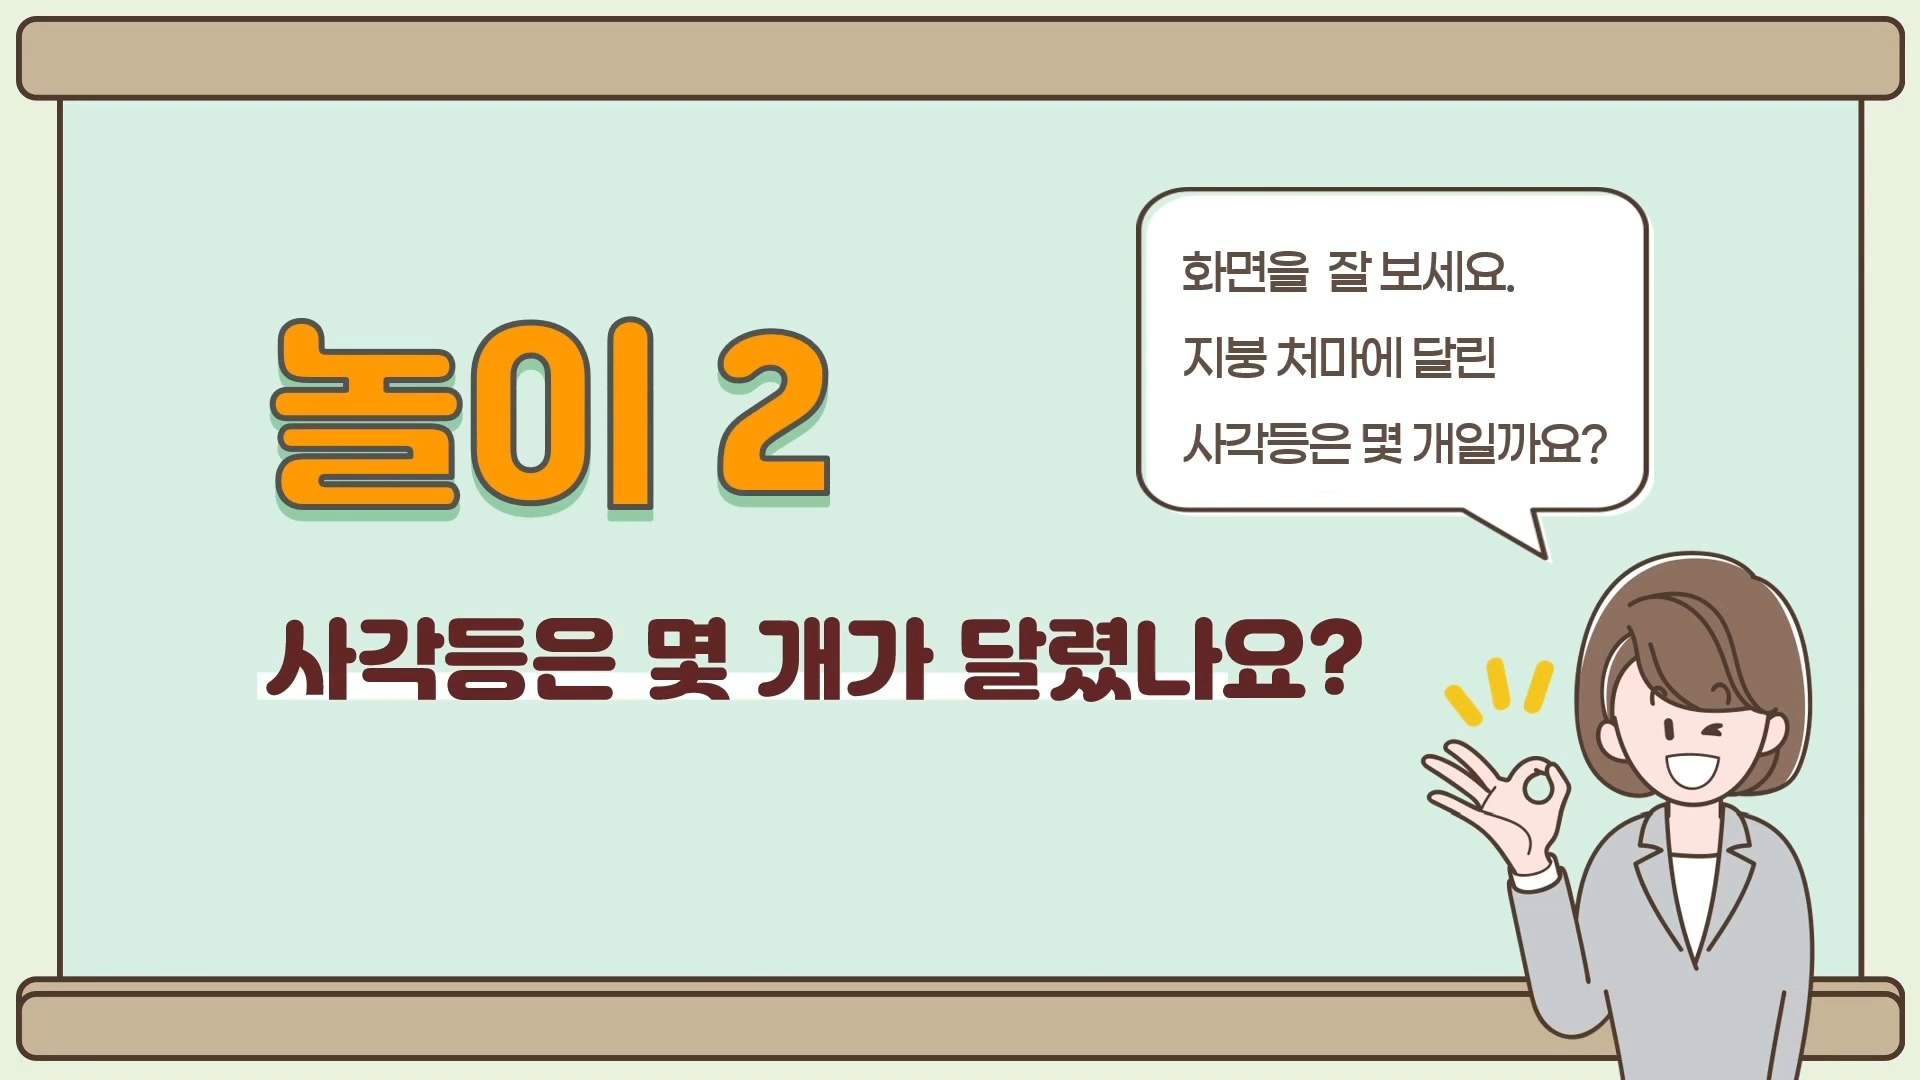 놀이 2
사각등은 몇 개가 달렸나요?
화면을 잘 보세요.
지붕 처마에 달린
사각등은 몇 개일까요?